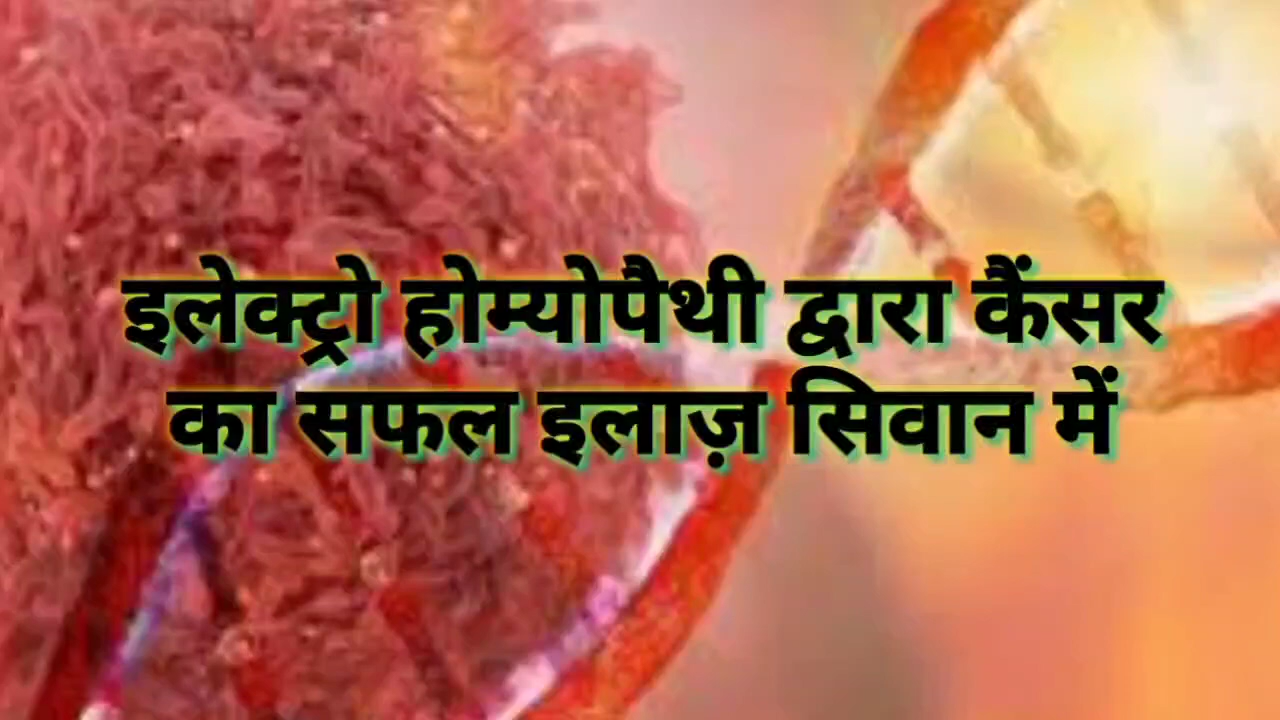 इलेक्ट्रो होम्योपैथी द्वारा कैंसर
का सफल इलाज़ सिवान में